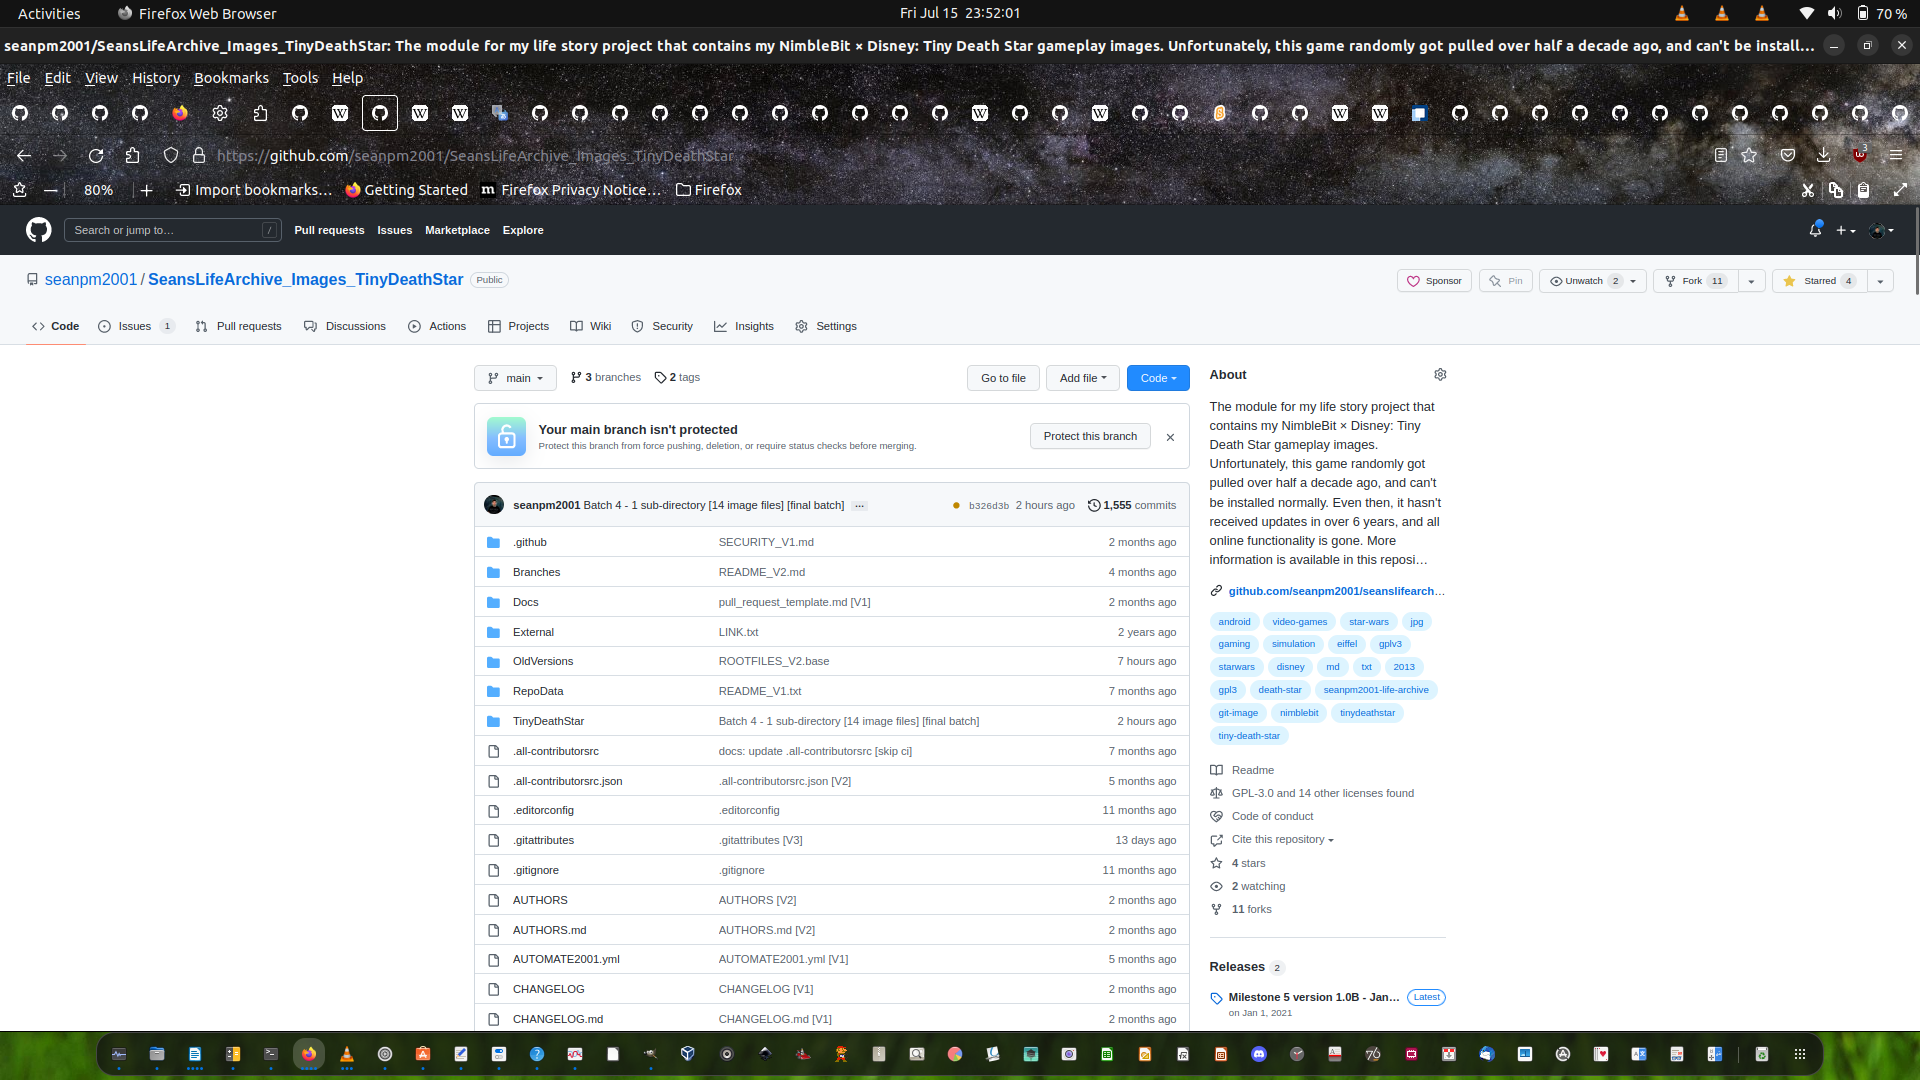 Activities
Firefox Web Browser
Fri Jul 15 23:52:01
70 %
seanpm2001/SeansLifeArchive_Images_TinyDeathStar: The module for my life story project that contains my NimbleBit × Disney: Tiny Death Star gameplay images. Unfortunately, this game randomly got pulled over half a decade ago, and can't be install…
File Edit View History Bookmarks Tools Help
https://github.com/seanpm2001/SeansLifeArchive_Images_TinyDeathStar
3
80%
Import bookmarks…
Getting Started
Firefox Privacy Notice…
Firefox
Search or jump to…
/
Pull requests Issues Marketplace Explore
seanpm2001 / SeansLifeArchive_Images_TinyDeathStar Public
Sponsor
Pin
Unwatch 2
Fork 11
Starred 4
Code
Issues 1
Pull requests
Discussions
Actions
Projects
Wiki
Security
Insights
Settings
main
3 branches
2 tags
Go to file
Add file
Code
Your main branch isn't protected
Protect this branch from force pushing, deletion, or require status checks before merging.
Protect this branch
seanpm2001 Batch 4 - 1 sub-directory [14 image files] [final batch] …
b326d3b 2 hours ago
1,555 commits
.github SECURITY_V1.md 2 months ago
Branches README_V2.md 4 months ago
Docs pull_request_template.md [V1] 2 months ago
External LINK.txt 2 years ago
OldVersions ROOTFILES_V2.base 7 hours ago
RepoData README_V1.txt 7 months ago
TinyDeathStar Batch 4 - 1 sub-directory [14 image files] [final batch] 2 hours ago
.all-contributorsrc docs: update .all-contributorsrc [skip ci] 7 months ago
.all-contributorsrc.json .all-contributorsrc.json [V2] 5 months ago
.editorconfig .editorconfig 11 months ago
.gitattributes .gitattributes [V3] 13 days ago
.gitignore .gitignore 11 months ago
AUTHORS AUTHORS [V2] 2 months ago
AUTHORS.md AUTHORS.md [V2] 2 months ago
AUTOMATE2001.yml AUTOMATE2001.yml [V1] 5 months ago
CHANGELOG CHANGELOG [V1] 2 months ago
CHANGELOG.md CHANGELOG.md [V1] 2 months ago
About
The module for my life story project that
contains my NimbleBit × Disney: Tiny
Death Star gameplay images.
Unfortunately, this game randomly got
pulled over half a decade ago, and can't
be installed normally. Even then, it hasn't
received updates in over 6 years, and all
online functionality is gone. More
information is available in this reposi…
github.com/seanpm2001/seanslifearch…
android video-games star-wars jpg
gaming simulation eiffel gplv3
starwars disney md txt 2013
gpl3 death-star seanpm2001-life-archive
git-image nimblebit tinydeathstar
tiny-death-star
Readme
GPL-3.0 and 14 other licenses found
Code of conduct
Cite this repository
4 stars
2 watching
11 forks
Releases 2
Milestone 5 version 1.0B - Jan… Latest
on Jan 1, 2021